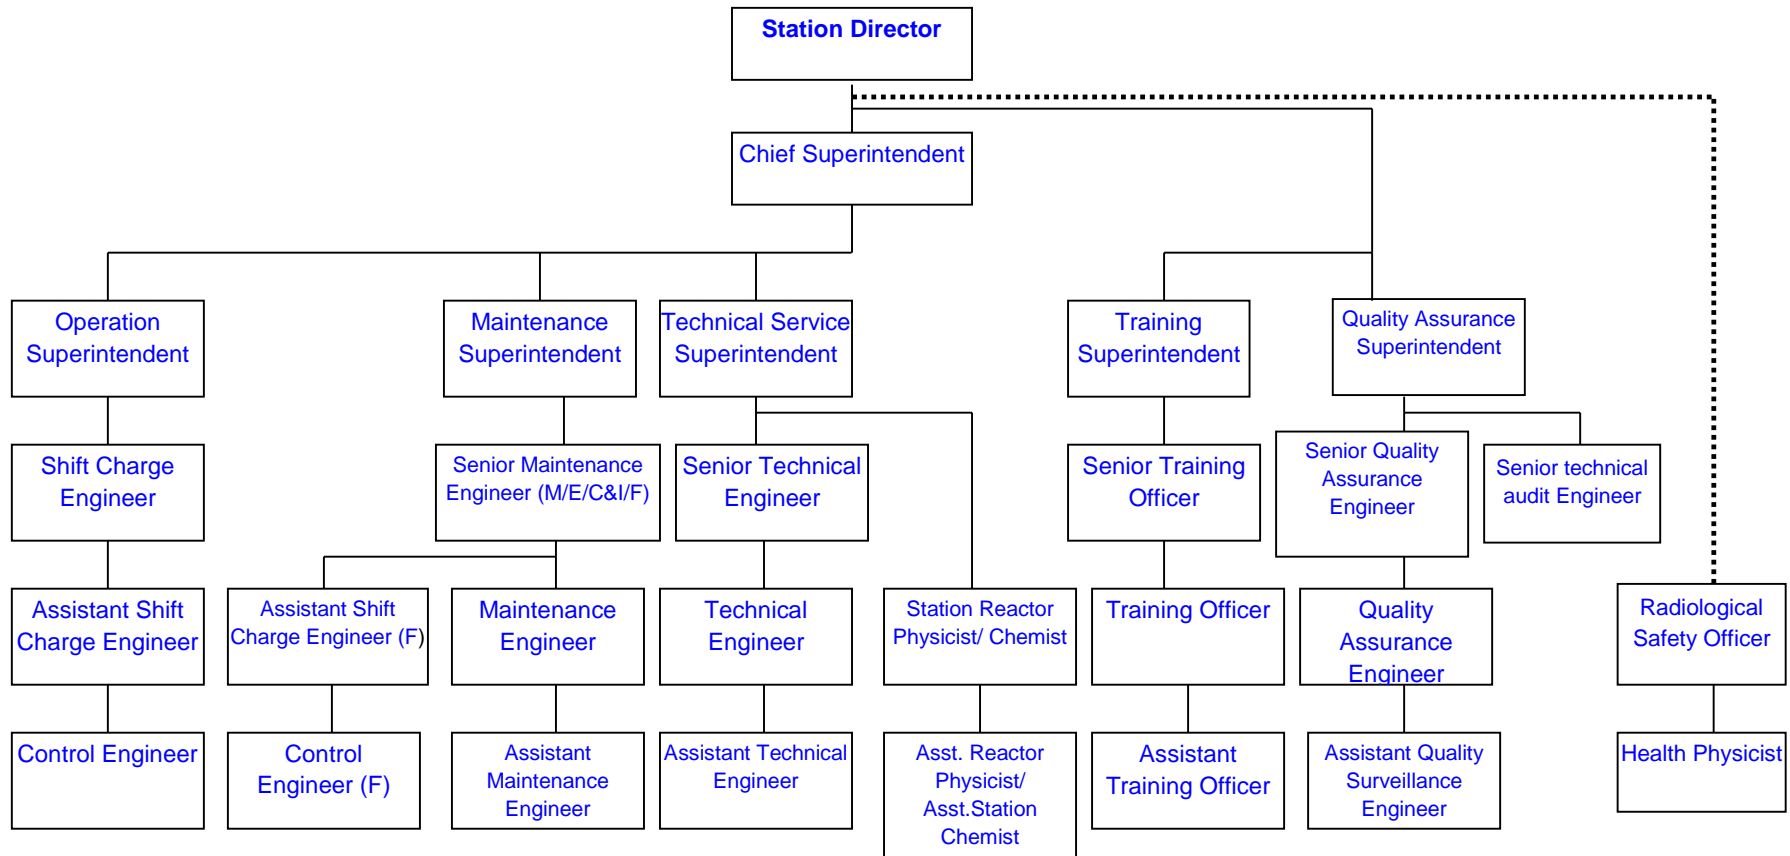 Station Director
Chief Superintendent
Operation
Superintendent
Maintenance
Superintendent
Technical Service
Superintendent
Training
Superintendent
Quality Assurance
Superintendent
Shift Charge
Engineer
Senior Maintenance
Engineer (M/E/C&I/F)
Senior Technical
Engineer
Senior Training
Officer
Senior Quality
Assurance
Engineer
Senior technical
audit Engineer
Assistant Shift
Charge Engineer
Assistant Shift
Charge Engineer (F)
Maintenance
Engineer
Technical
Engineer
Station Reactor
Physicist/ Chemist
Training Officer
Quality
Assurance
Engineer
Radiological
Safety Officer
Control Engineer
Control
Engineer (F)
Assistant
Maintenance
Engineer
Assistant Technical
Engineer
Asst. Reactor
Physicist/
Asst.Station
Chemist
Assistant
Training Officer
Assistant Quality
Surveillance
Engineer
Health Physicist